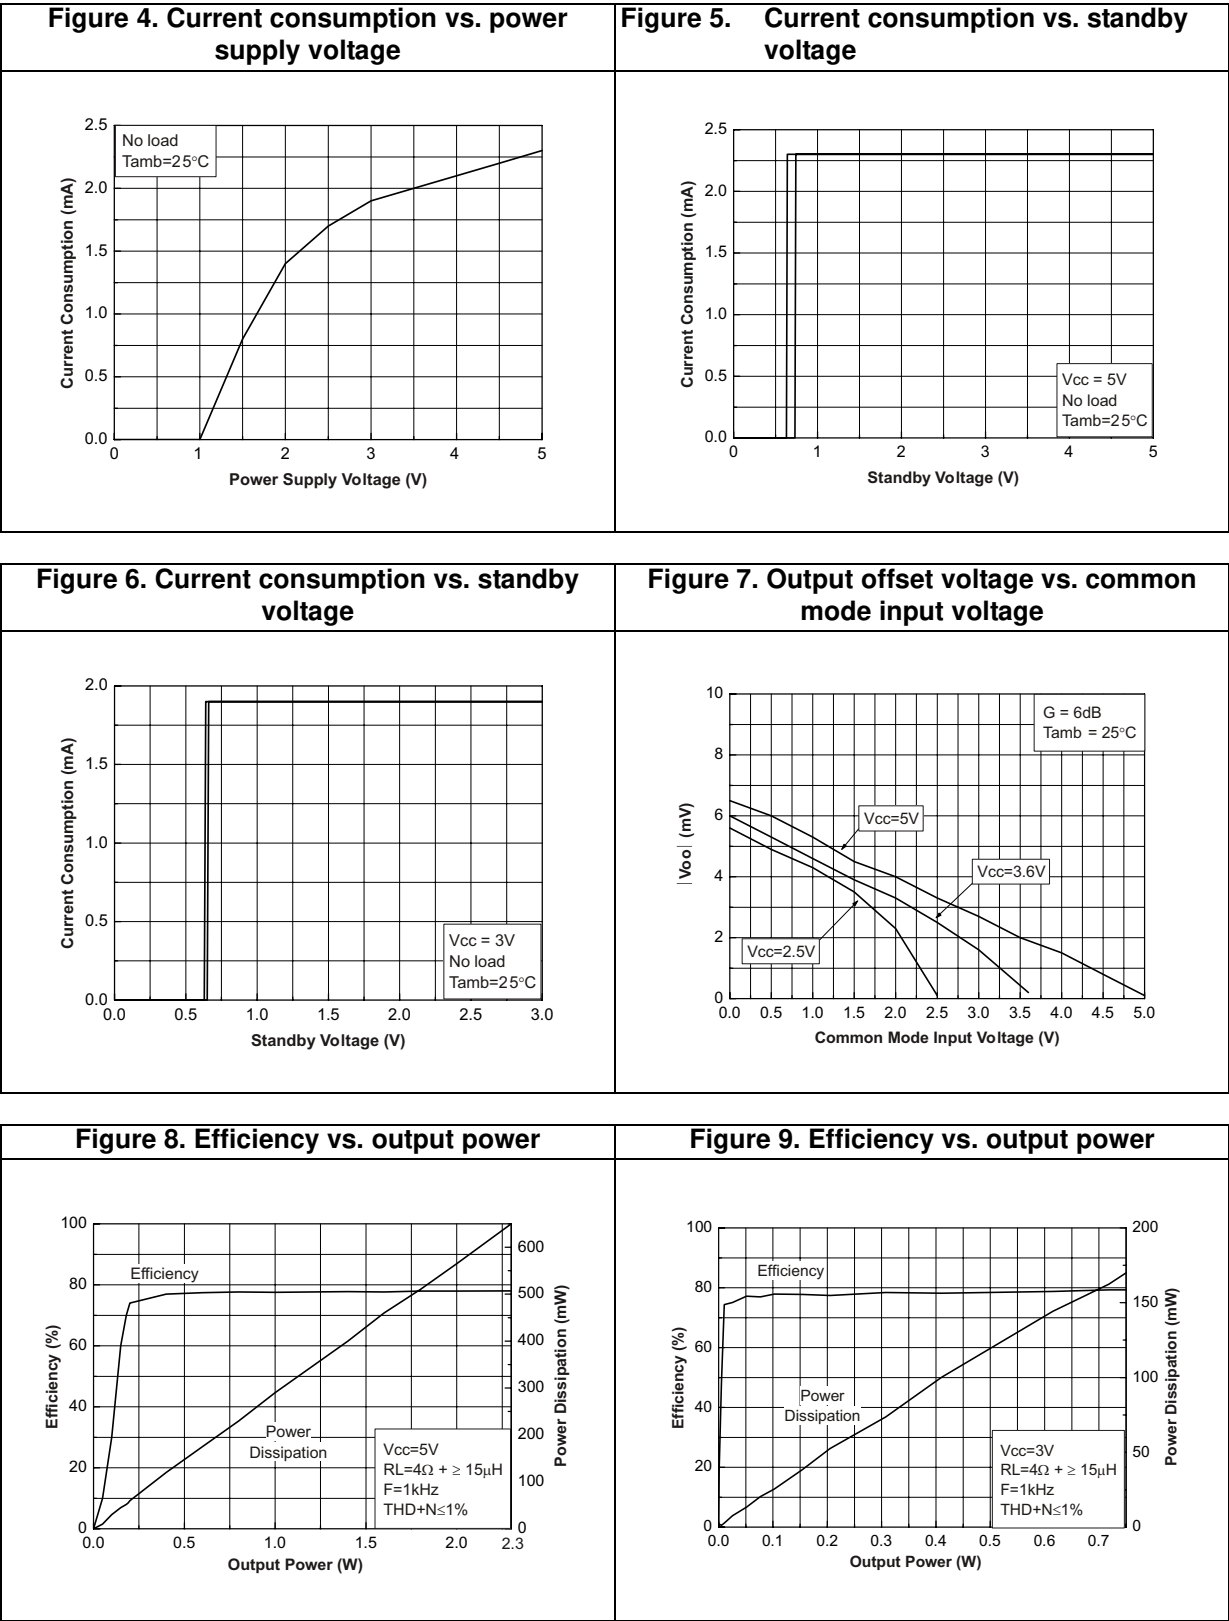 Figure 4. Current consumption vs. power
supply voltage
2.5
2.0
1.5
1.0
0.5
0.0
No load
Tamb=25°C
Current Consumption (mA)
0 1 2 3 4 5
Power Supply Voltage (V)
Figure 5. Current consumption vs. standby
voltage
2.5
2.0
1.5
1.0
0.5
0.0
Current Consumption (mA)
Vcc = 5V
No load
Tamb=25°C
0 1 2 3 4 5
Standby Voltage (V)
Figure 6. Current consumption vs. standby
voltage
2.0
1.5
1.0
0.5
0.0
Current Consumption (mA)
Vcc = 3V
No load
Tamb=25°C
0.0 0.5 1.0 1.5 2.0 2.5 3.0
Standby Voltage (V)
Figure 7. Output offset voltage vs. common
mode input voltage
10
8
6
4
2
0
|Voo| (mV)
G = 6dB
Tamb = 25°C
Vcc=5V
Vcc=3.6V
Vcc=2.5V
0.0 0.5 1.0 1.5 2.0 2.5 3.0 3.5 4.0 4.5 5.0
Common Mode Input Voltage (V)
Figure 8. Efficiency vs. output power
100
80
60
40
20
0
Efficiency (%)
Efficiency
Power
Dissipation
Vcc=5V
RL=4Ω + ≥ 15μH
F=1kHz
THD+N≤1%
600
500
400
300
200
100
0
Power Dissipation (mW)
0.0 0.5 1.0 1.5 2.0 2.3
Output Power (W)
Figure 9. Efficiency vs. output power
100
80
60
40
20
0
Efficiency (%)
Efficiency
Power
Dissipation
Vcc=3V
RL=4Ω + ≥ 15μH
F=1kHz
THD+N≤1%
200
150
100
50
0
Power Dissipation (mW)
0.0 0.1 0.2 0.3 0.4 0.5 0.6 0.7
Output Power (W)